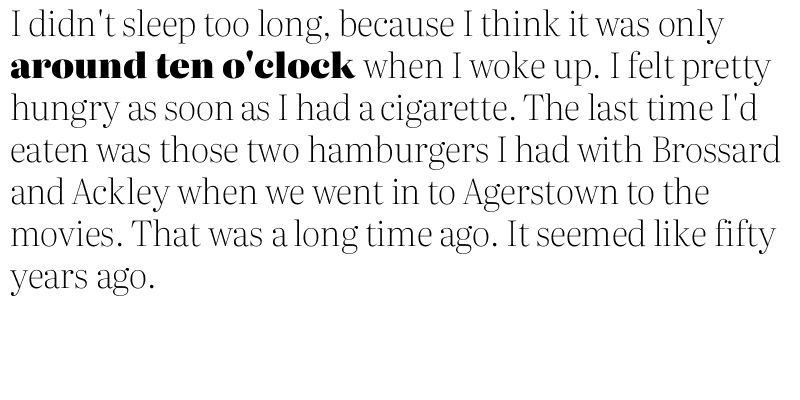 I didn't sleep too long, because I think it was only
around ten o'clock when I woke up. I felt pretty
hungry as soon as I had a cigarette. The last time I'd
eaten was those two hamburgers I had with Brossard
and Ackley when we went in to Agerstown to the
movies. That was a long time ago. It seemed like fifty
years ago.